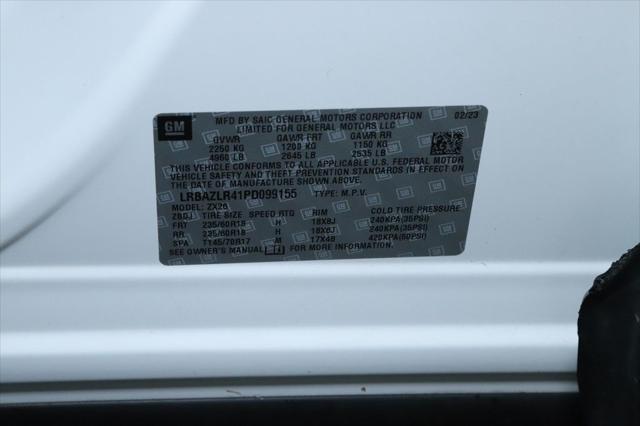 GM
MFD BY SAIC GENERAL MOTORS CORPORATION 02/23
LIMITED FOR GENERAL MOTORS LLC
GVWR GAWR FRT GAWR RR
2250 KG 1200 KG 1150 KG
4960 LB 2645 LB 2535 LB
THIS VEHICLE CONFORMS TO ALL APPLICABLE U.S. FEDERAL MOTOR
VEHICLE SAFETY AND THEFT PREVENTION STANDARDS IN EFFECT ON
THE DATE OF MANUFACTURE SHOWN ABOVE.
LRBAZLR41PD099155 TYPE: M.P.V.
MODEL: ZX26
ZBDJ TIRE SIZE SPEED RTG RIM COLD TIRE PRESSURE
FRT 235/60R18 H 18X8J 240KPA(35PSI)
RR 235/60R18 H 18X8J 240KPA(35PSI)
SPA T145/70R17 M 17X4B 420KPA(60PSI)
SEE OWNER'S MANUAL FOR MORE INFORMATION.